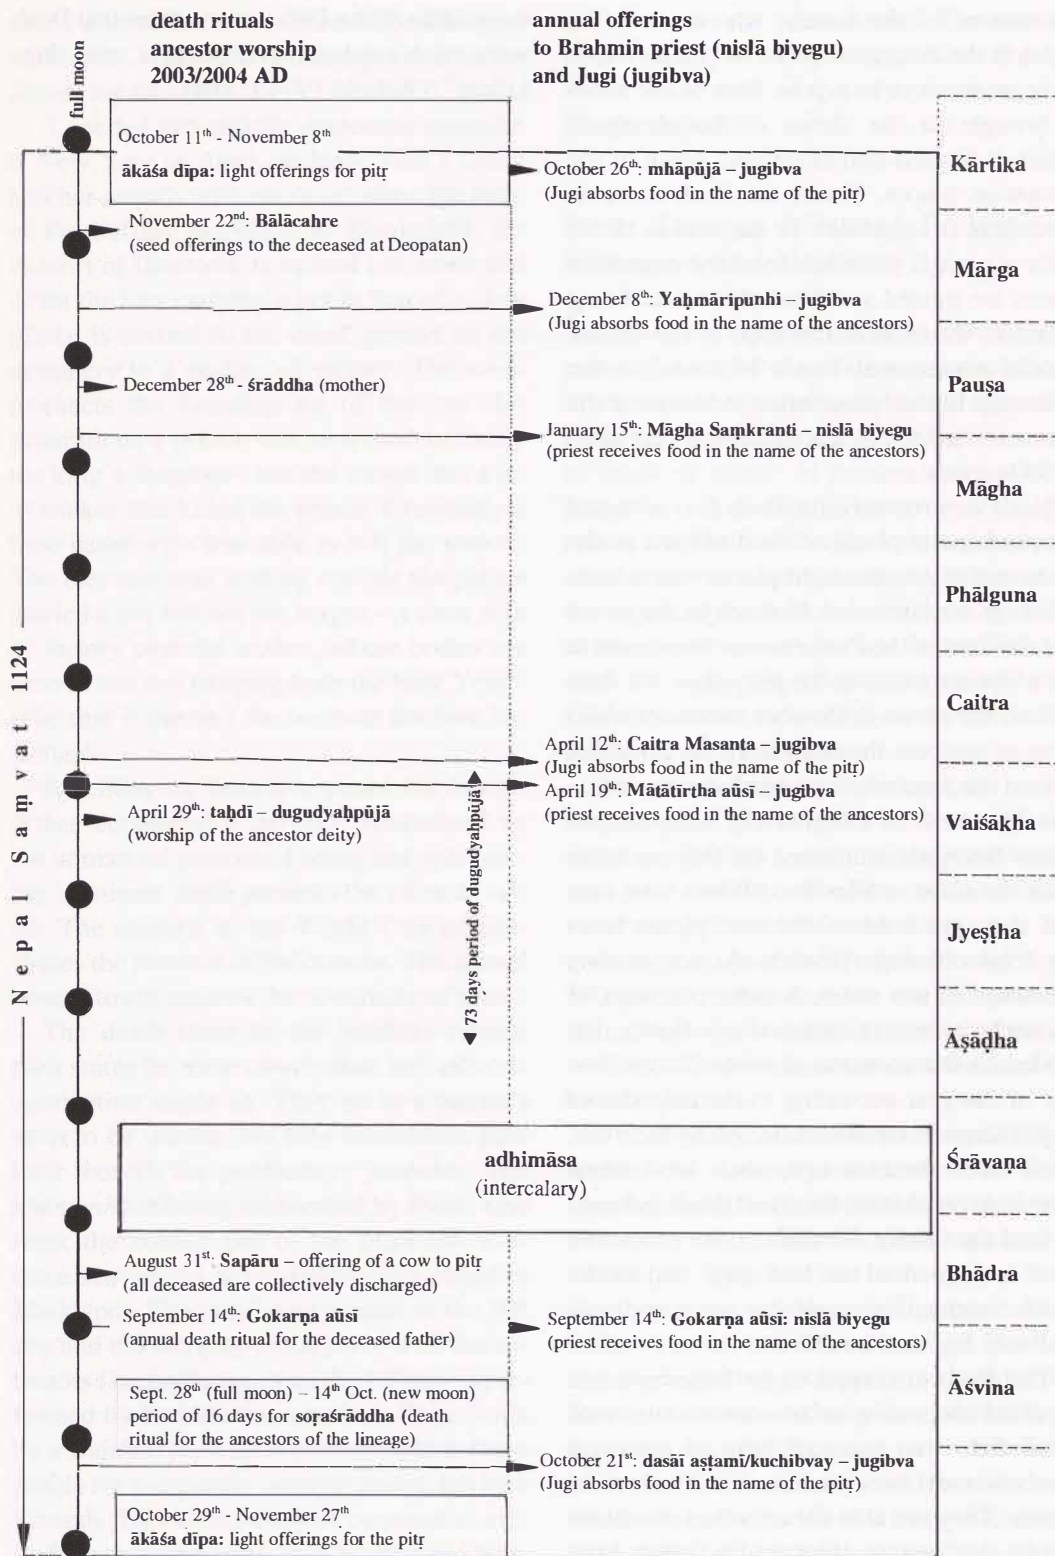 full moon
death rituals
ancestor worship
2003/2004 AD
annual offerings
to Brahmin priest (nislā biyegu)
and Jugi (jugibva)
October 11th - November 8th
ākāśa dīpa: light offerings for pitṛ
October 26th: mhāpūjā – jugibva
(Jugi absorbs food in the name of the pitṛ)
Kārtika
November 22nd: Bālācahre
(seed offerings to the deceased at Deopatan)
Mārga
December 8th: Yaḥmāripunhi – jugibva
(Jugi absorbs food in the name of the ancestors)
December 28th - śrāddha (mother)
Pauṣa
January 15th: Māgha Saṃkranti – nislā biyegu
(priest receives food in the name of the ancestors)
Māgha
Phālguna
Nepal Saṃvat 1124
Caitra
April 12th: Caitra Masanta – jugibva
(Jugi absorbs food in the name of the pitṛ)
April 19th: Mātātīrtha aũsī – jugibva
(priest receives food in the name of the ancestors)
April 29th: taḥdī – dugudyaḥpūjā
(worship of the ancestor deity)
Vaiśākha
73 days period of dugudyaḥpūjā
Jyeṣṭha
Āṣāḍha
adhimāsa
(intercalary)
Śrāvaṇa
August 31st: Sapāru – offering of a cow to pitṛ
(all deceased are collectively discharged)
Bhādra
September 14th: Gokarṇa aũsī
(annual death ritual for the deceased father)
September 14th: Gokarṇa aũsī: nislā biyegu
(priest receives food in the name of the ancestors)
Sept. 28th (full moon) – 14th Oct. (new moon)
period of 16 days for soraśrāddha (death
ritual for the ancestors of the lineage)
Āśvina
October 21st: dasāī aṣṭamī/kuchibvay – jugibva
(Jugi absorbs food in the name of the pitṛ)
October 29th - November 27th
ākāśa dīpa: light offerings for the pitṛ